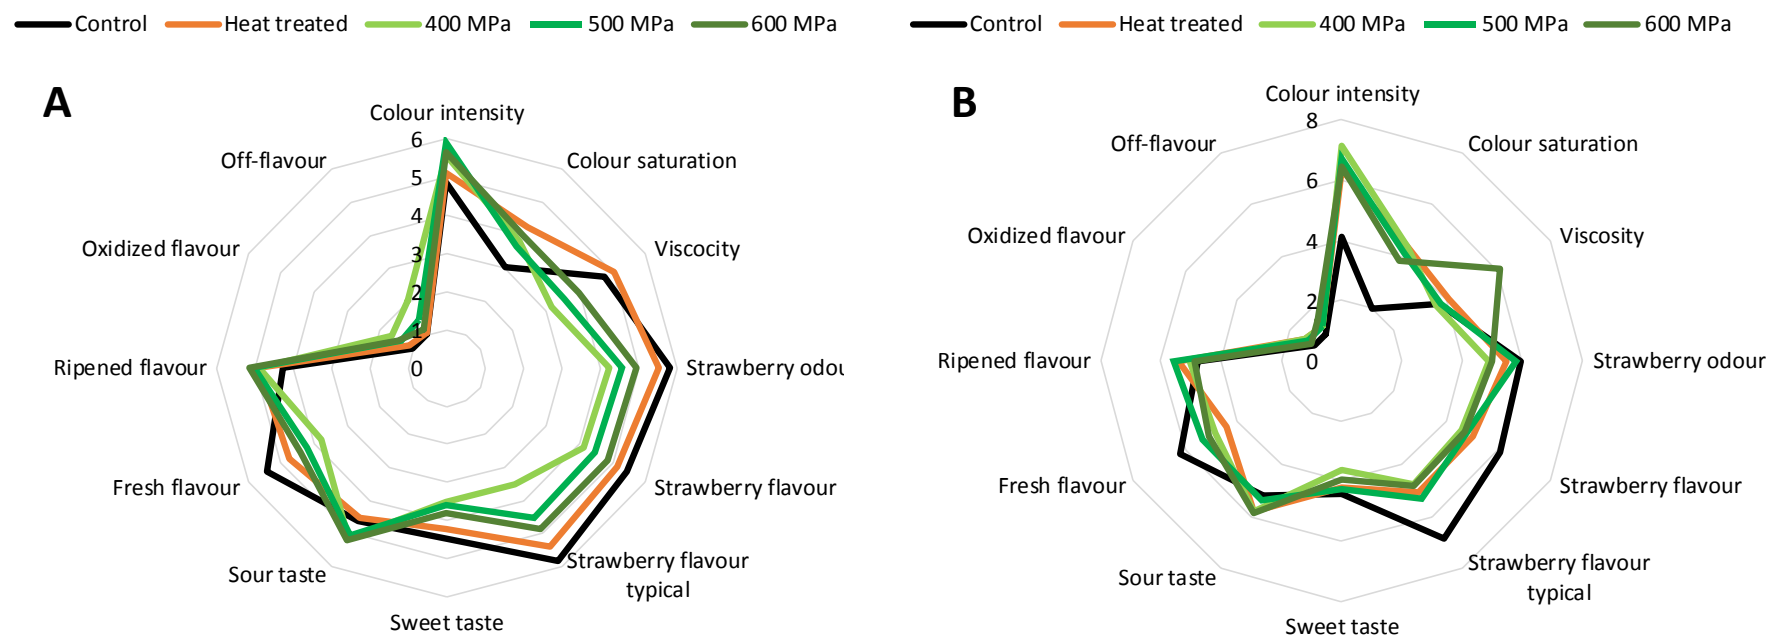 Control Heat treated 400 MPa 500 MPa 600 MPa
A
Colour intensity
Colour saturation
Viscocity
Strawberry odou
Strawberry flavour
Strawberry flavour
typical
Sweet taste
Sour taste
Fresh flavour
Ripened flavour
Oxidized flavour
Off-flavour
6
5
4
3
2
1
0
Control Heat treated 400 MPa 500 MPa 600 MPa
B
Colour intensity
Colour saturation
Viscosity
Strawberry odour
Strawberry flavour
Strawberry flavour
typical
Sweet taste
Sour taste
Fresh flavour
Ripened flavour
Oxidized flavour
Off-flavour
8
6
4
2
0